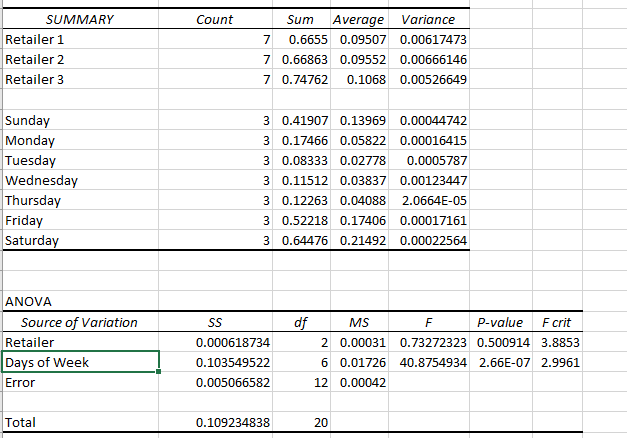 SUMMARY Count Sum Average Variance
Retailer 1 7 0.6655 0.09507 0.00617473
Retailer 2 7 0.66863 0.09552 0.00666146
Retailer 3 7 0.74762 0.1068 0.00526649
Sunday 3 0.41907 0.13969 0.00044742
Monday 3 0.17466 0.05822 0.00016415
Tuesday 3 0.08333 0.02778 0.0005787
Wednesday 3 0.11512 0.03837 0.00123447
Thursday 3 0.12263 0.04088 2.0664E-05
Friday 3 0.52218 0.17406 0.00017161
Saturday 3 0.64476 0.21492 0.00022564
ANOVA
Source of Variation SS df MS F P-value F crit
Retailer 0.000618734 2 0.00031 0.73272323 0.500914 3.8853
Days of Week 0.103549522 6 0.01726 40.8754934 2.66E-07 2.9961
Error 0.005066582 12 0.00042
Total 0.109234838 20